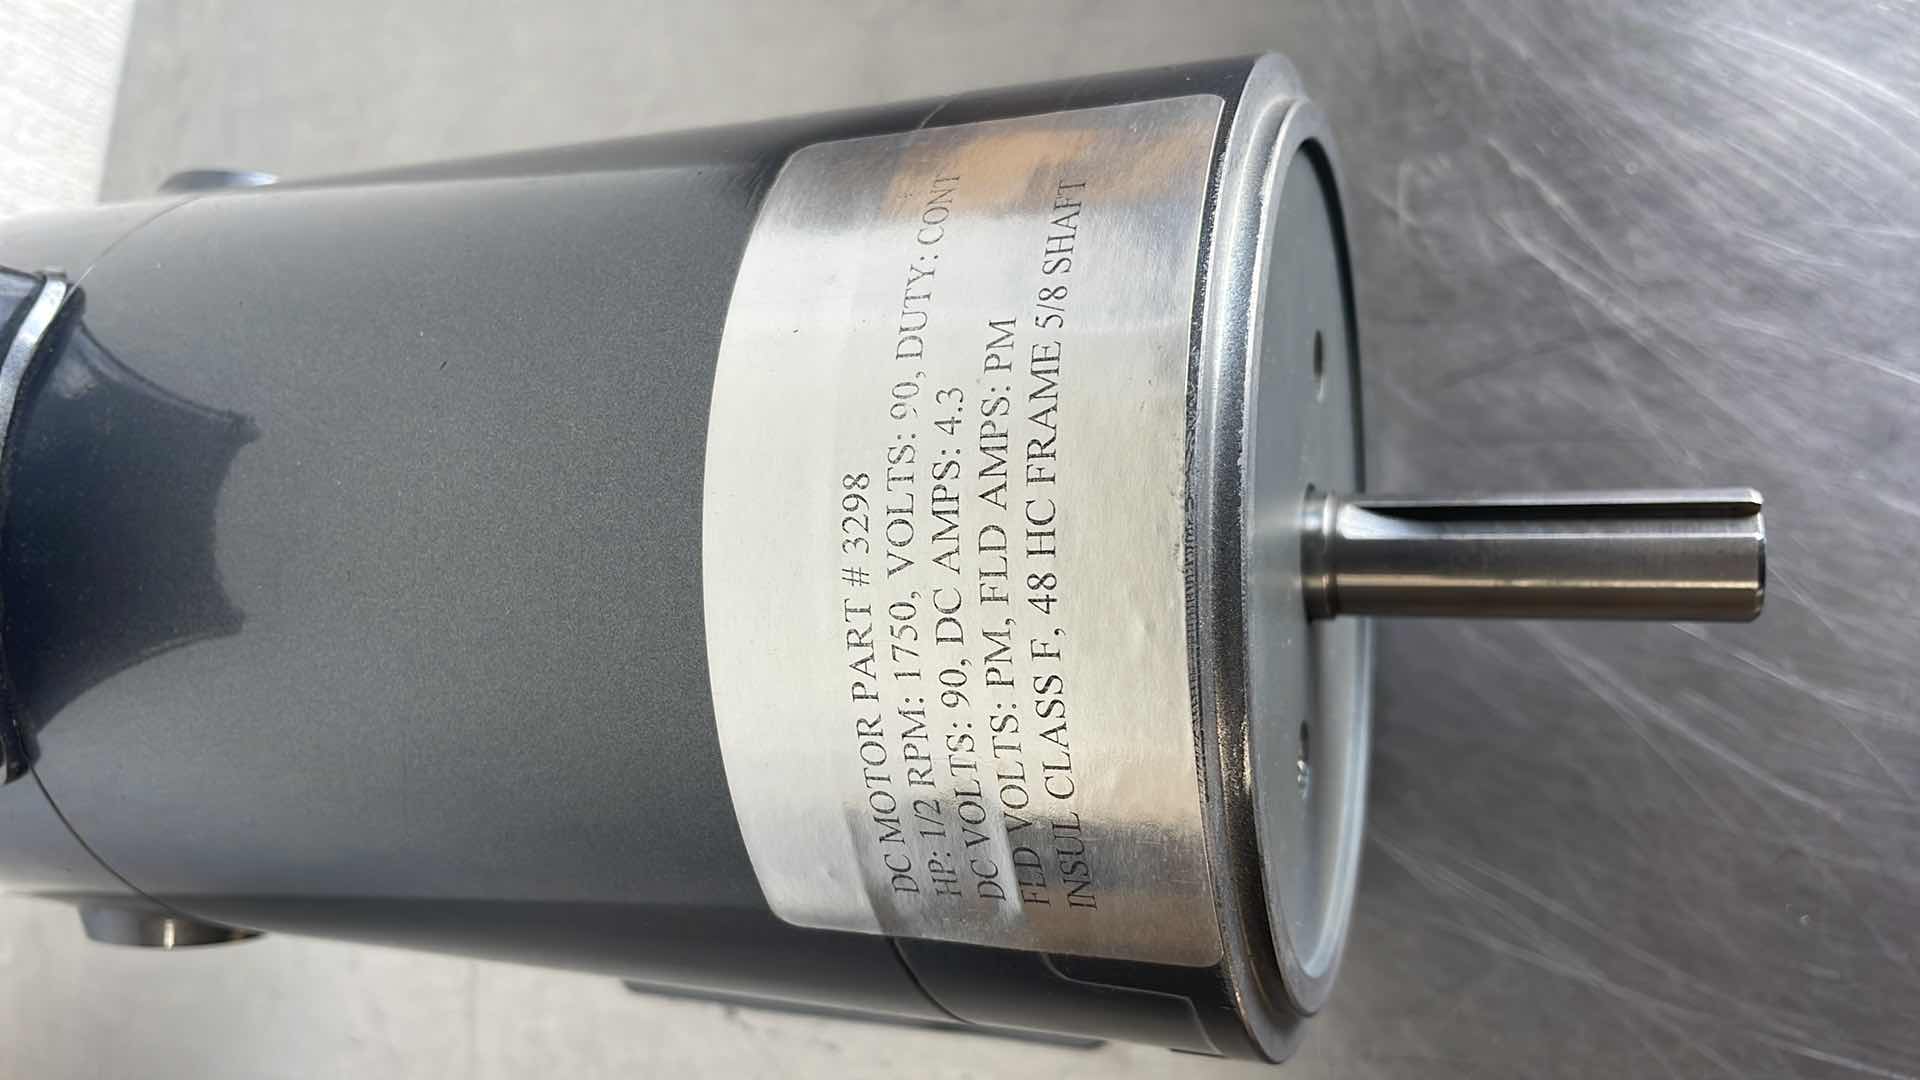 DC MOTOR PART # 3298
HP: 1/2 RPM: 1750, VOLTS: 90, DUTY: CONT
DC VOLTS: 90, DC AMPS: 4.3
FLD VOLTS: PM, FLD AMPS: PM
INSUL CLASS F, 48 HC FRAME 5/8 SHAFT